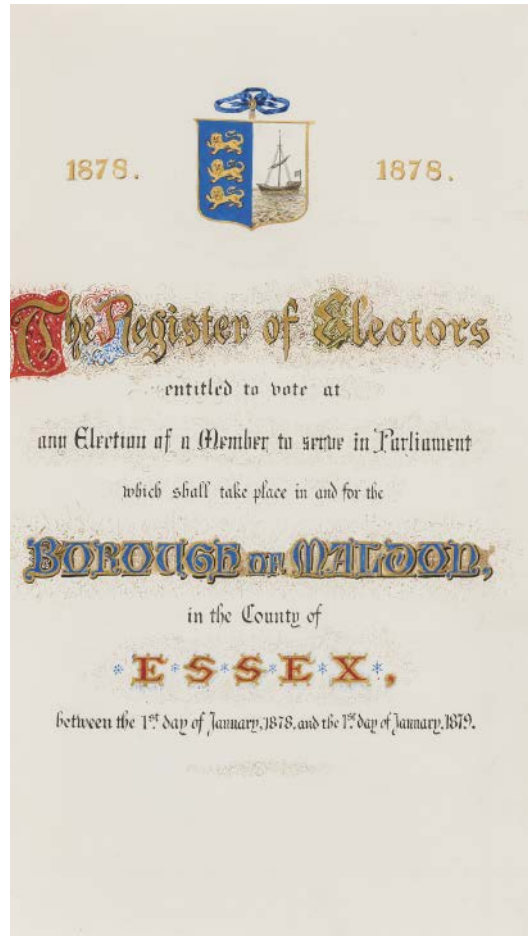 1878. 1878.
The Register of Electors
entitled to vote at
any Election of a Member to serve in Parliament
which shall take place in and for the
BOROUGH OF MALDON,
in the County of
ESSEX,
between the 1st day of January, 1878, and the 1st day of January, 1879.